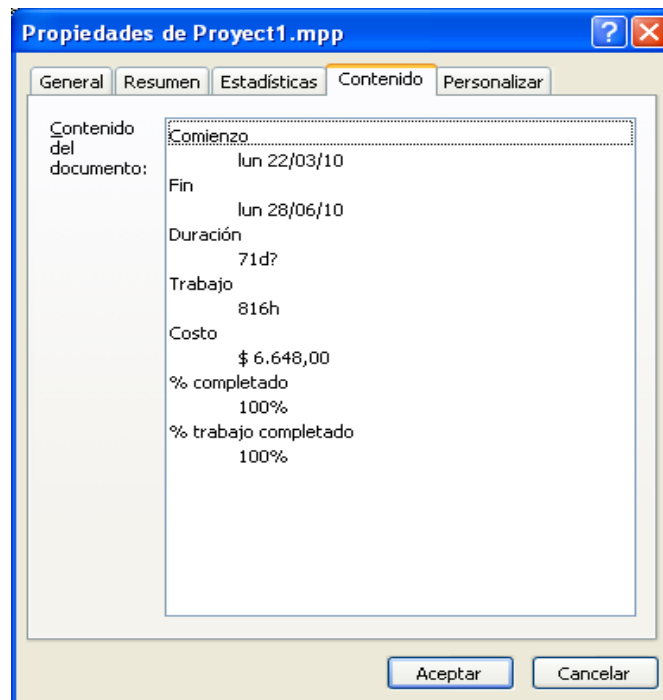 Propiedades de Proyect1.mpp
General Resumen Estadísticas Contenido Personalizar
Contenido
del
documento:
Comienzo
lun 22/03/10
Fin
lun 28/06/10
Duración
71d?
Trabajo
816h
Costo
$ 6.648,00
% completado
100%
% trabajo completado
100%
Aceptar Cancelar